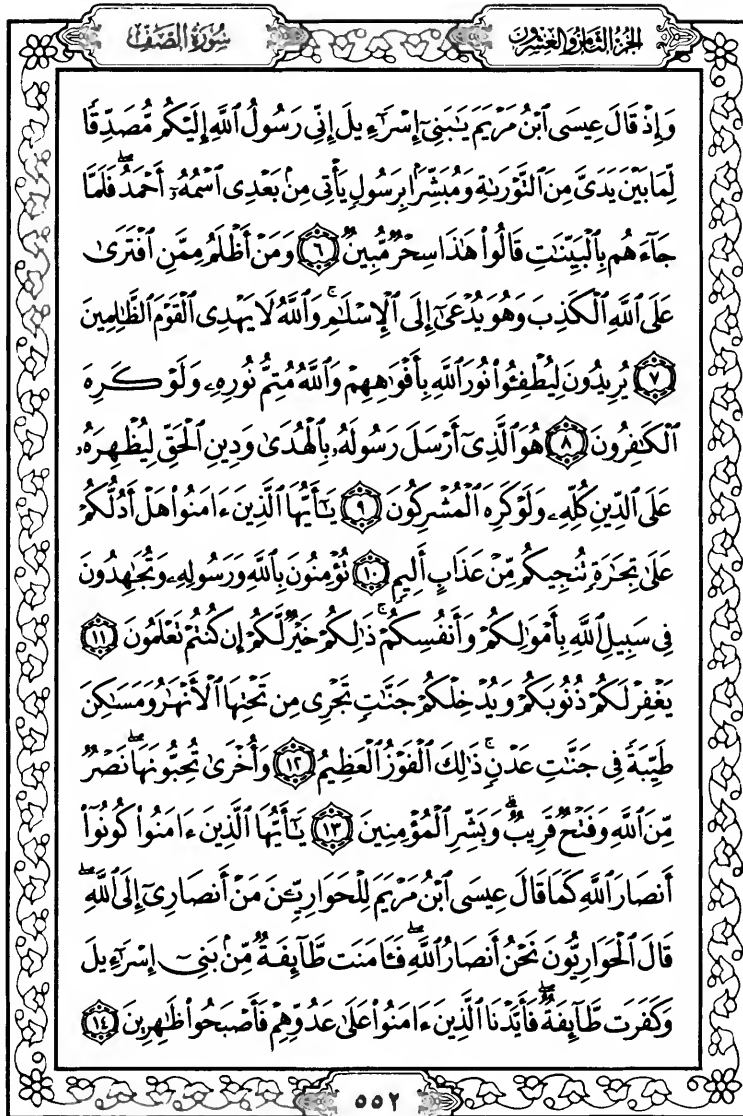 الجزء الثامن والعشرون
سورة الصف
وَإِذْ قَالَ عِيسَى ٱبْنُ مَرْيَمَ يَـٰبَنِىٓ إِسْرَٰٓءِيلَ إِنِّى رَسُولُ ٱللَّهِ إِلَيْكُم مُّصَدِّقًا
لِّمَا بَيْنَ يَدَىَّ مِنَ ٱلتَّوْرَىٰةِ وَمُبَشِّرًۢا بِرَسُولٍ يَأْتِى مِنۢ بَعْدِى ٱسْمُهُۥٓ أَحْمَدُ ۖ فَلَمَّا
جَآءَهُم بِٱلْبَيِّنَـٰتِ قَالُوا۟ هَـٰذَا سِحْرٌ مُّبِينٌ ٦ وَمَنْ أَظْلَمُ مِمَّنِ ٱفْتَرَىٰ
عَلَى ٱللَّهِ ٱلْكَذِبَ وَهُوَ يُدْعَىٰٓ إِلَى ٱلْإِسْلَـٰمِ ۚ وَٱللَّهُ لَا يَهْدِى ٱلْقَوْمَ ٱلظَّـٰلِمِينَ
٧ يُرِيدُونَ لِيُطْفِـُٔوا۟ نُورَ ٱللَّهِ بِأَفْوَٰهِهِمْ وَٱللَّهُ مُتِمُّ نُورِهِۦ وَلَوْ كَرِهَ
ٱلْكَـٰفِرُونَ ٨ هُوَ ٱلَّذِىٓ أَرْسَلَ رَسُولَهُۥ بِٱلْهُدَىٰ وَدِينِ ٱلْحَقِّ لِيُظْهِرَهُۥ
عَلَى ٱلدِّينِ كُلِّهِۦ وَلَوْ كَرِهَ ٱلْمُشْرِكُونَ ٩ يَـٰٓأَيُّهَا ٱلَّذِينَ ءَامَنُوا۟ هَلْ أَدُلُّكُمْ
عَلَىٰ تِجَـٰرَةٍ تُنجِيكُم مِّنْ عَذَابٍ أَلِيمٍ ١٠ تُؤْمِنُونَ بِٱللَّهِ وَرَسُولِهِۦ وَتُجَـٰهِدُونَ
فِى سَبِيلِ ٱللَّهِ بِأَمْوَٰلِكُمْ وَأَنفُسِكُمْ ۚ ذَٰلِكُمْ خَيْرٌ لَّكُمْ إِن كُنتُمْ تَعْلَمُونَ ١١
يَغْفِرْ لَكُمْ ذُنُوبَكُمْ وَيُدْخِلْكُمْ جَنَّـٰتٍ تَجْرِى مِن تَحْتِهَا ٱلْأَنْهَـٰرُ وَمَسَـٰكِنَ
طَيِّبَةً فِى جَنَّـٰتِ عَدْنٍ ۚ ذَٰلِكَ ٱلْفَوْزُ ٱلْعَظِيمُ ١٢ وَأُخْرَىٰ تُحِبُّونَهَا ۖ نَصْرٌ
مِّنَ ٱللَّهِ وَفَتْحٌ قَرِيبٌ ۗ وَبَشِّرِ ٱلْمُؤْمِنِينَ ١٣ يَـٰٓأَيُّهَا ٱلَّذِينَ ءَامَنُوا۟ كُونُوٓا۟
أَنصَارَ ٱللَّهِ كَمَا قَالَ عِيسَى ٱبْنُ مَرْيَمَ لِلْحَوَارِيِّـۧنَ مَنْ أَنصَارِىٓ إِلَى ٱللَّهِ ۖ
قَالَ ٱلْحَوَارِيُّونَ نَحْنُ أَنصَارُ ٱللَّهِ ۖ فَـَٔامَنَت طَّآئِفَةٌ مِّنۢ بَنِىٓ إِسْرَٰٓءِيلَ
وَكَفَرَت طَّآئِفَةٌ ۖ فَأَيَّدْنَا ٱلَّذِينَ ءَامَنُوا۟ عَلَىٰ عَدُوِّهِمْ فَأَصْبَحُوا۟ ظَـٰهِرِينَ ١٤
٥٥٢